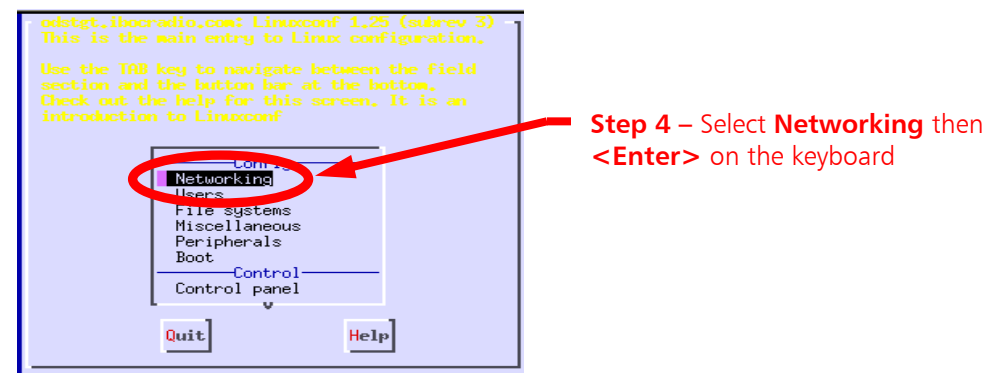 odstgt.ibocradio.com: Linuxconf 1.25 (subrev 3)
This is the main entry to Linux configuration.
Use the TAB key to navigate between the field
section and the button bar at the bottom.
Check out the help for this screen. It is an
introduction to Linuxconf
Config
Networking
Users
File systems
Miscellaneous
Peripherals
Boot
Control
Control panel
Quit Help
Step 4 – Select Networking then
<Enter> on the keyboard